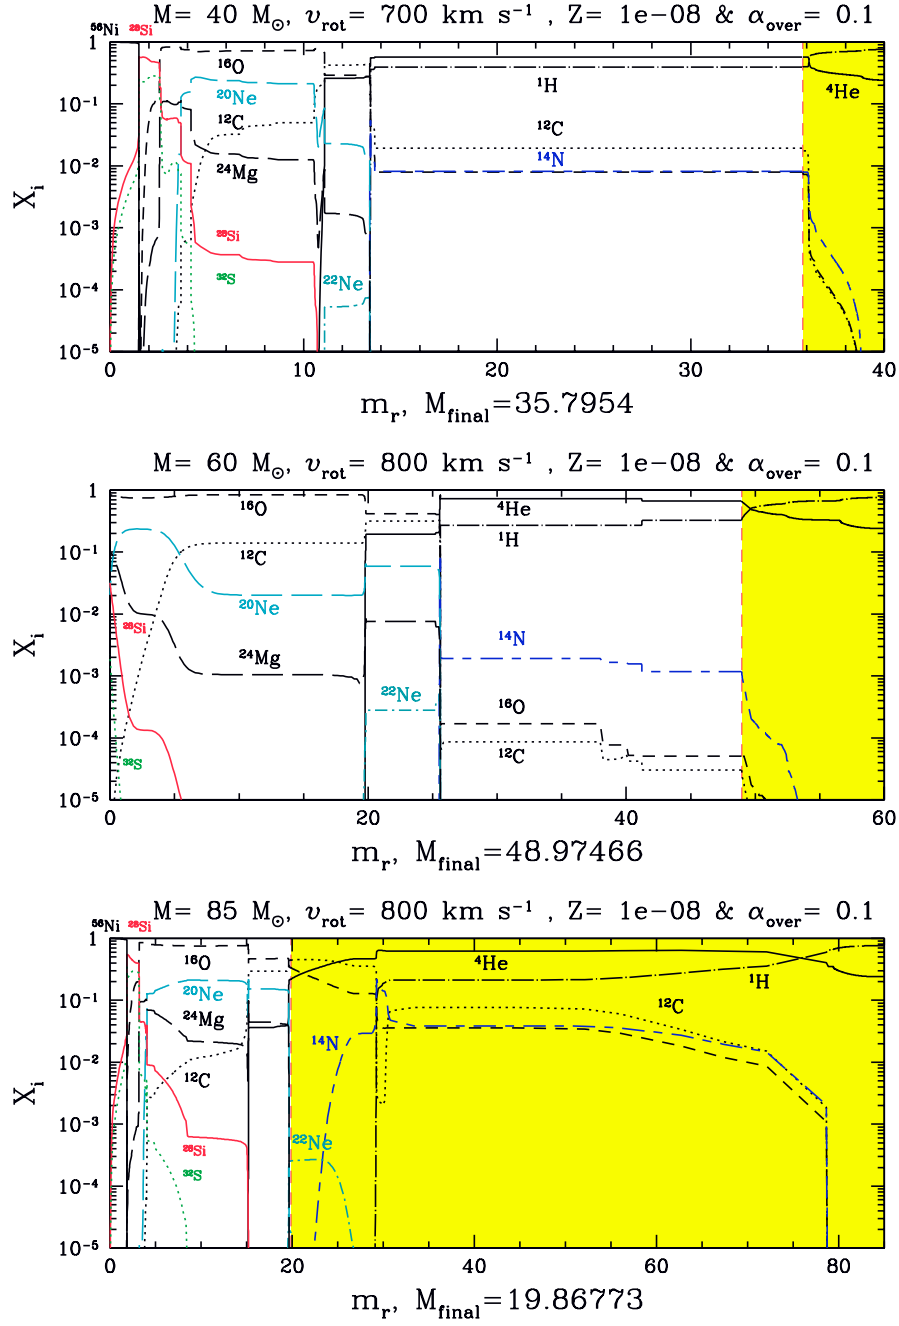 M= 40 M⊙, υrot= 700 km s⁻¹ , Z= 1e−08 & αover= 0.1
⁵⁶Ni ²⁸Si
1
¹⁶O
²⁰Ne
¹H
⁴He
10⁻¹
¹²C
¹²C
²⁴Mg
¹⁴N
10⁻²
Xi
²⁸Si
10⁻³
³²S
²²Ne
10⁻⁴
10⁻⁵
0 10 20 30 40
mr, Mfinal=35.7954
M= 60 M⊙, υrot= 800 km s⁻¹ , Z= 1e−08 & αover= 0.1
1
¹⁶O
⁴He
¹H
¹²C
10⁻¹
²⁰Ne
10⁻²
²⁸Si
¹⁴N
Xi
²⁴Mg
10⁻³
²²Ne
¹⁶O
10⁻⁴
¹²C
³²S
10⁻⁵
0 20 40 60
mr, Mfinal=48.97466
M= 85 M⊙, υrot= 800 km s⁻¹ , Z= 1e−08 & αover= 0.1
⁵⁶Ni ²⁸Si
1
¹⁶O
⁴He
¹H
²⁰Ne
10⁻¹
¹²C
²⁴Mg
¹⁴N
10⁻²
¹²C
Xi
10⁻³
²⁸Si
²²Ne
³²S
10⁻⁴
10⁻⁵
0 20 40 60 80
mr, Mfinal=19.86773